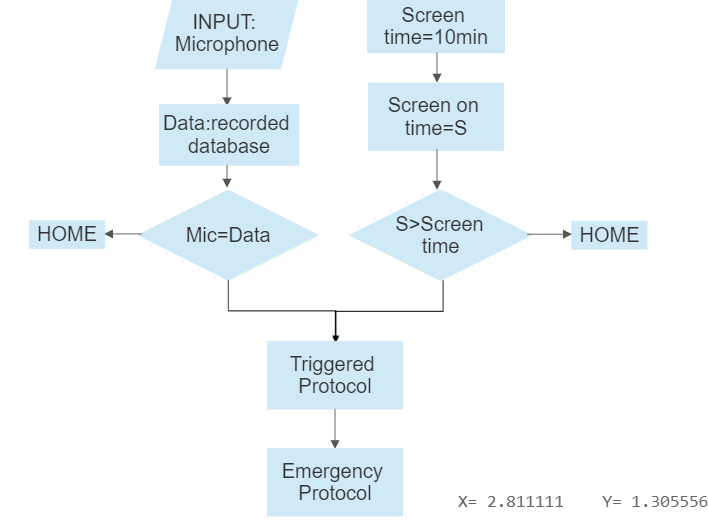 INPUT:
Microphone
Screen
time=10min
Data:recorded
database
Screen on
time=S
HOME
Mic=Data
S>Screen
time
HOME
Triggered
Protocol
Emergency
Protocol
X= 2.811111 Y= 1.305556